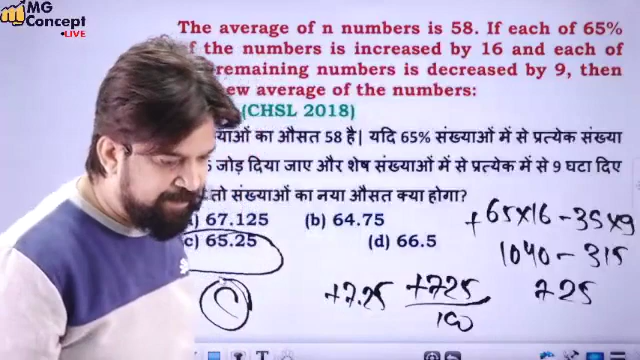 MG
Concept
LIVE
The average of n numbers is 58. If each of 65%
of the numbers is increased by 16 and each of
remaining numbers is decreased by 9, then
average of the numbers:
(CHSL 2018)
का औसत 58 है| यदि 65% संख्याओं में से प्रत्येक संख्या
जोड़ दिया जाए और शेष संख्याओं में से प्रत्येक में से 9 घटा दिए
तो संख्याओं का नया औसत क्या होगा?
67.125 (b) 64.75
c) 65.25 (d) 66.5
+65×16-35×9
1040-315
+7.25 +725 725
100
T